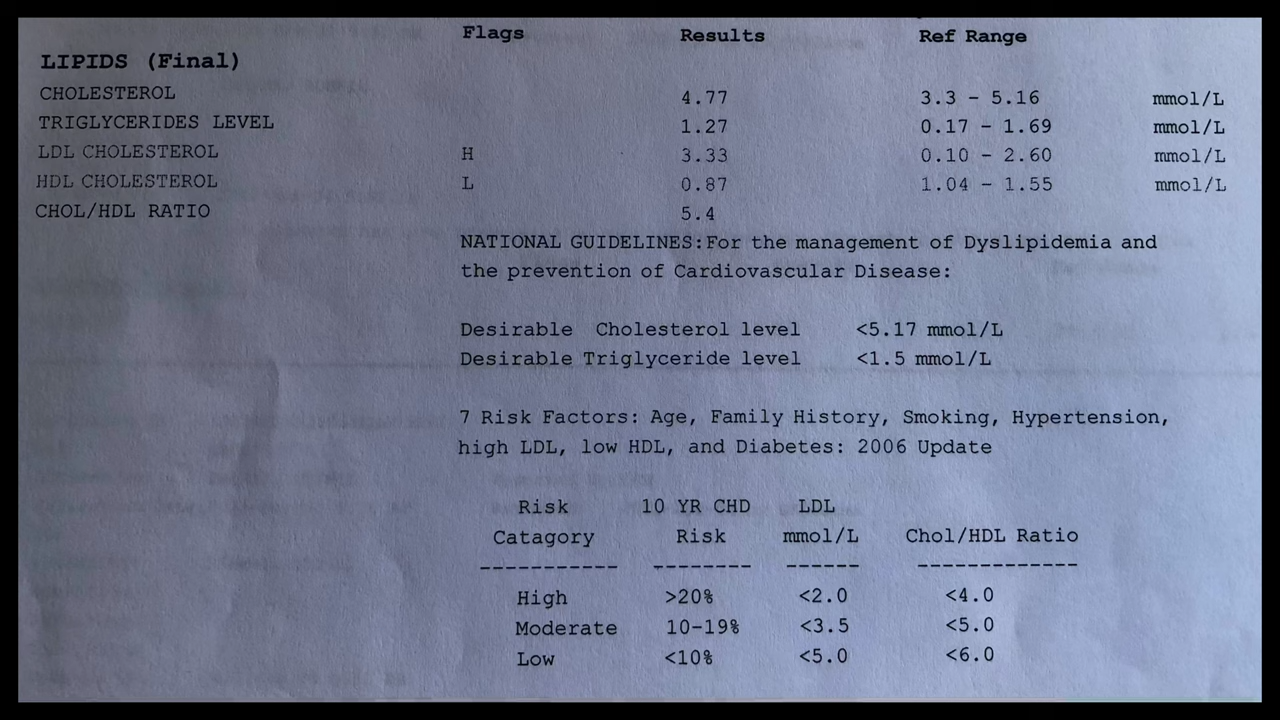 Flags Results Ref Range
LIPIDS (Final)
CHOLESTEROL 4.77 3.3 - 5.16 mmol/L
TRIGLYCERIDES LEVEL 1.27 0.17 - 1.69 mmol/L
LDL CHOLESTEROL H 3.33 0.10 - 2.60 mmol/L
HDL CHOLESTEROL L 0.87 1.04 - 1.55 mmol/L
CHOL/HDL RATIO 5.4
NATIONAL GUIDELINES:For the management of Dyslipidemia and
the prevention of Cardiovascular Disease:
Desirable Cholesterol level <5.17 mmol/L
Desirable Triglyceride level <1.5 mmol/L
7 Risk Factors: Age, Family History, Smoking, Hypertension,
high LDL, low HDL, and Diabetes: 2006 Update
Risk 10 YR CHD LDL
Catagory Risk mmol/L Chol/HDL Ratio
----------- -------- ------ -------------
High >20% <2.0 <4.0
Moderate 10-19% <3.5 <5.0
Low <10% <5.0 <6.0